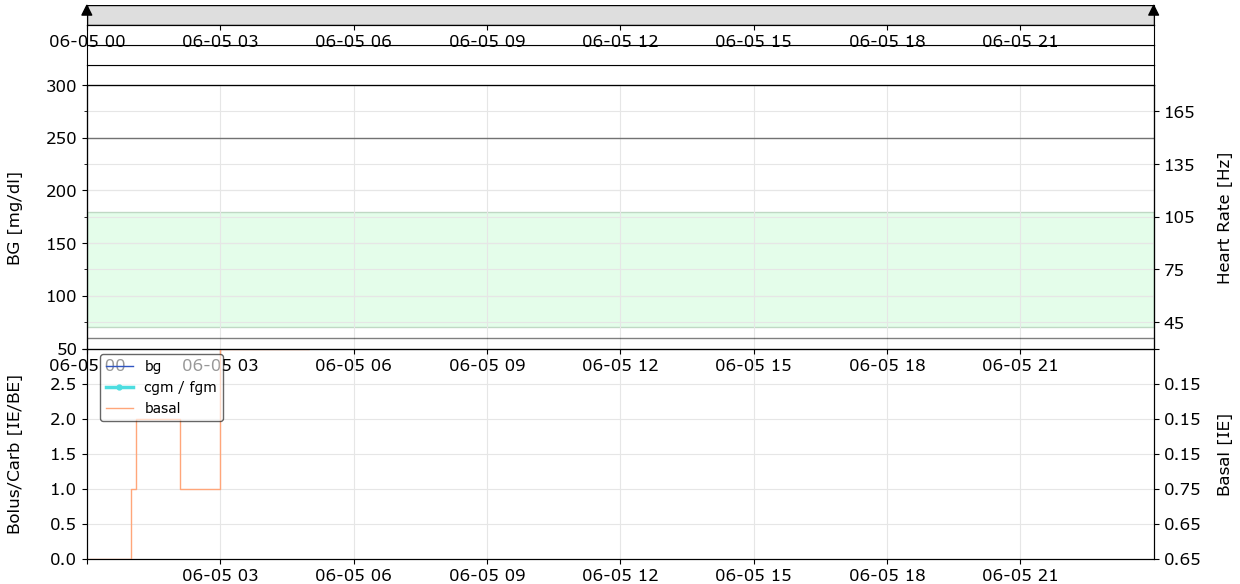 06-05 00 06-05 03 06-05 06 06-05 09 06-05 12 06-05 15 06-05 18 06-05 21
300
165
250
135
200
105
150
75
100
45
50
BG [mg/dl]
Heart Rate [Hz]
06-05 00 06-05 03 06-05 06 06-05 09 06-05 12 06-05 15 06-05 18 06-05 21
bg
cgm / fgm
basal
2.5 0.15
2.0 0.15
1.5 0.15
1.0 0.75
0.5 0.65
0.0 0.65
Bolus/Carb [IE/BE]
Basal [IE]
06-05 03 06-05 06 06-05 09 06-05 12 06-05 15 06-05 18 06-05 21